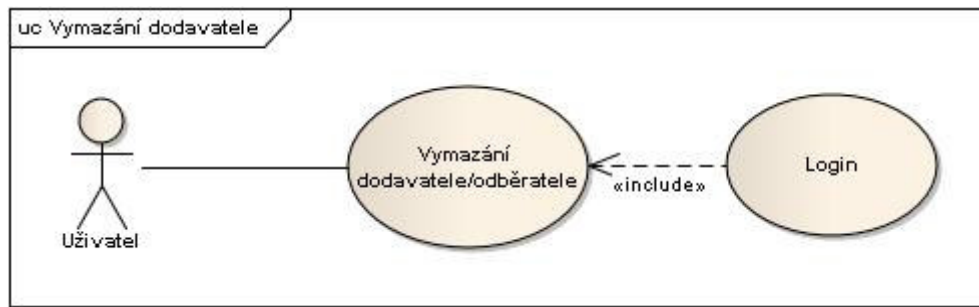 uc Vymazání dodavatele
Uživatel
Vymazání
dodavatele/odběratele
«include»
Login